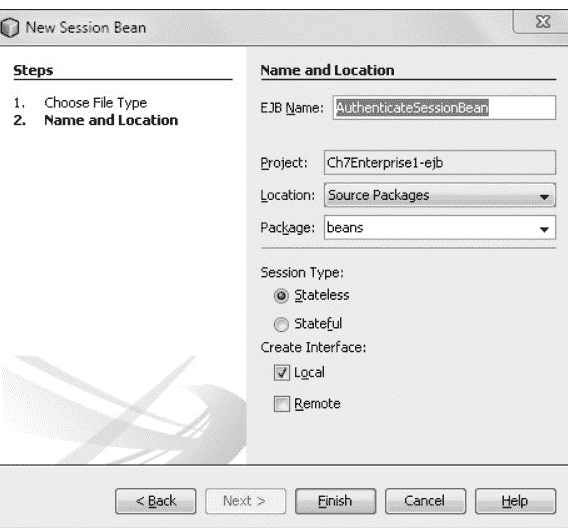 New Session Bean
Steps
1. Choose File Type
2. Name and Location
Name and Location
EJB Name: AuthenticateSessionBean
Project: Ch7Enterprise1-ejb
Location: Source Packages
Package: beans
Session Type:
Stateless
Stateful
Create Interface:
Local
Remote
< Back Next > Finish Cancel Help